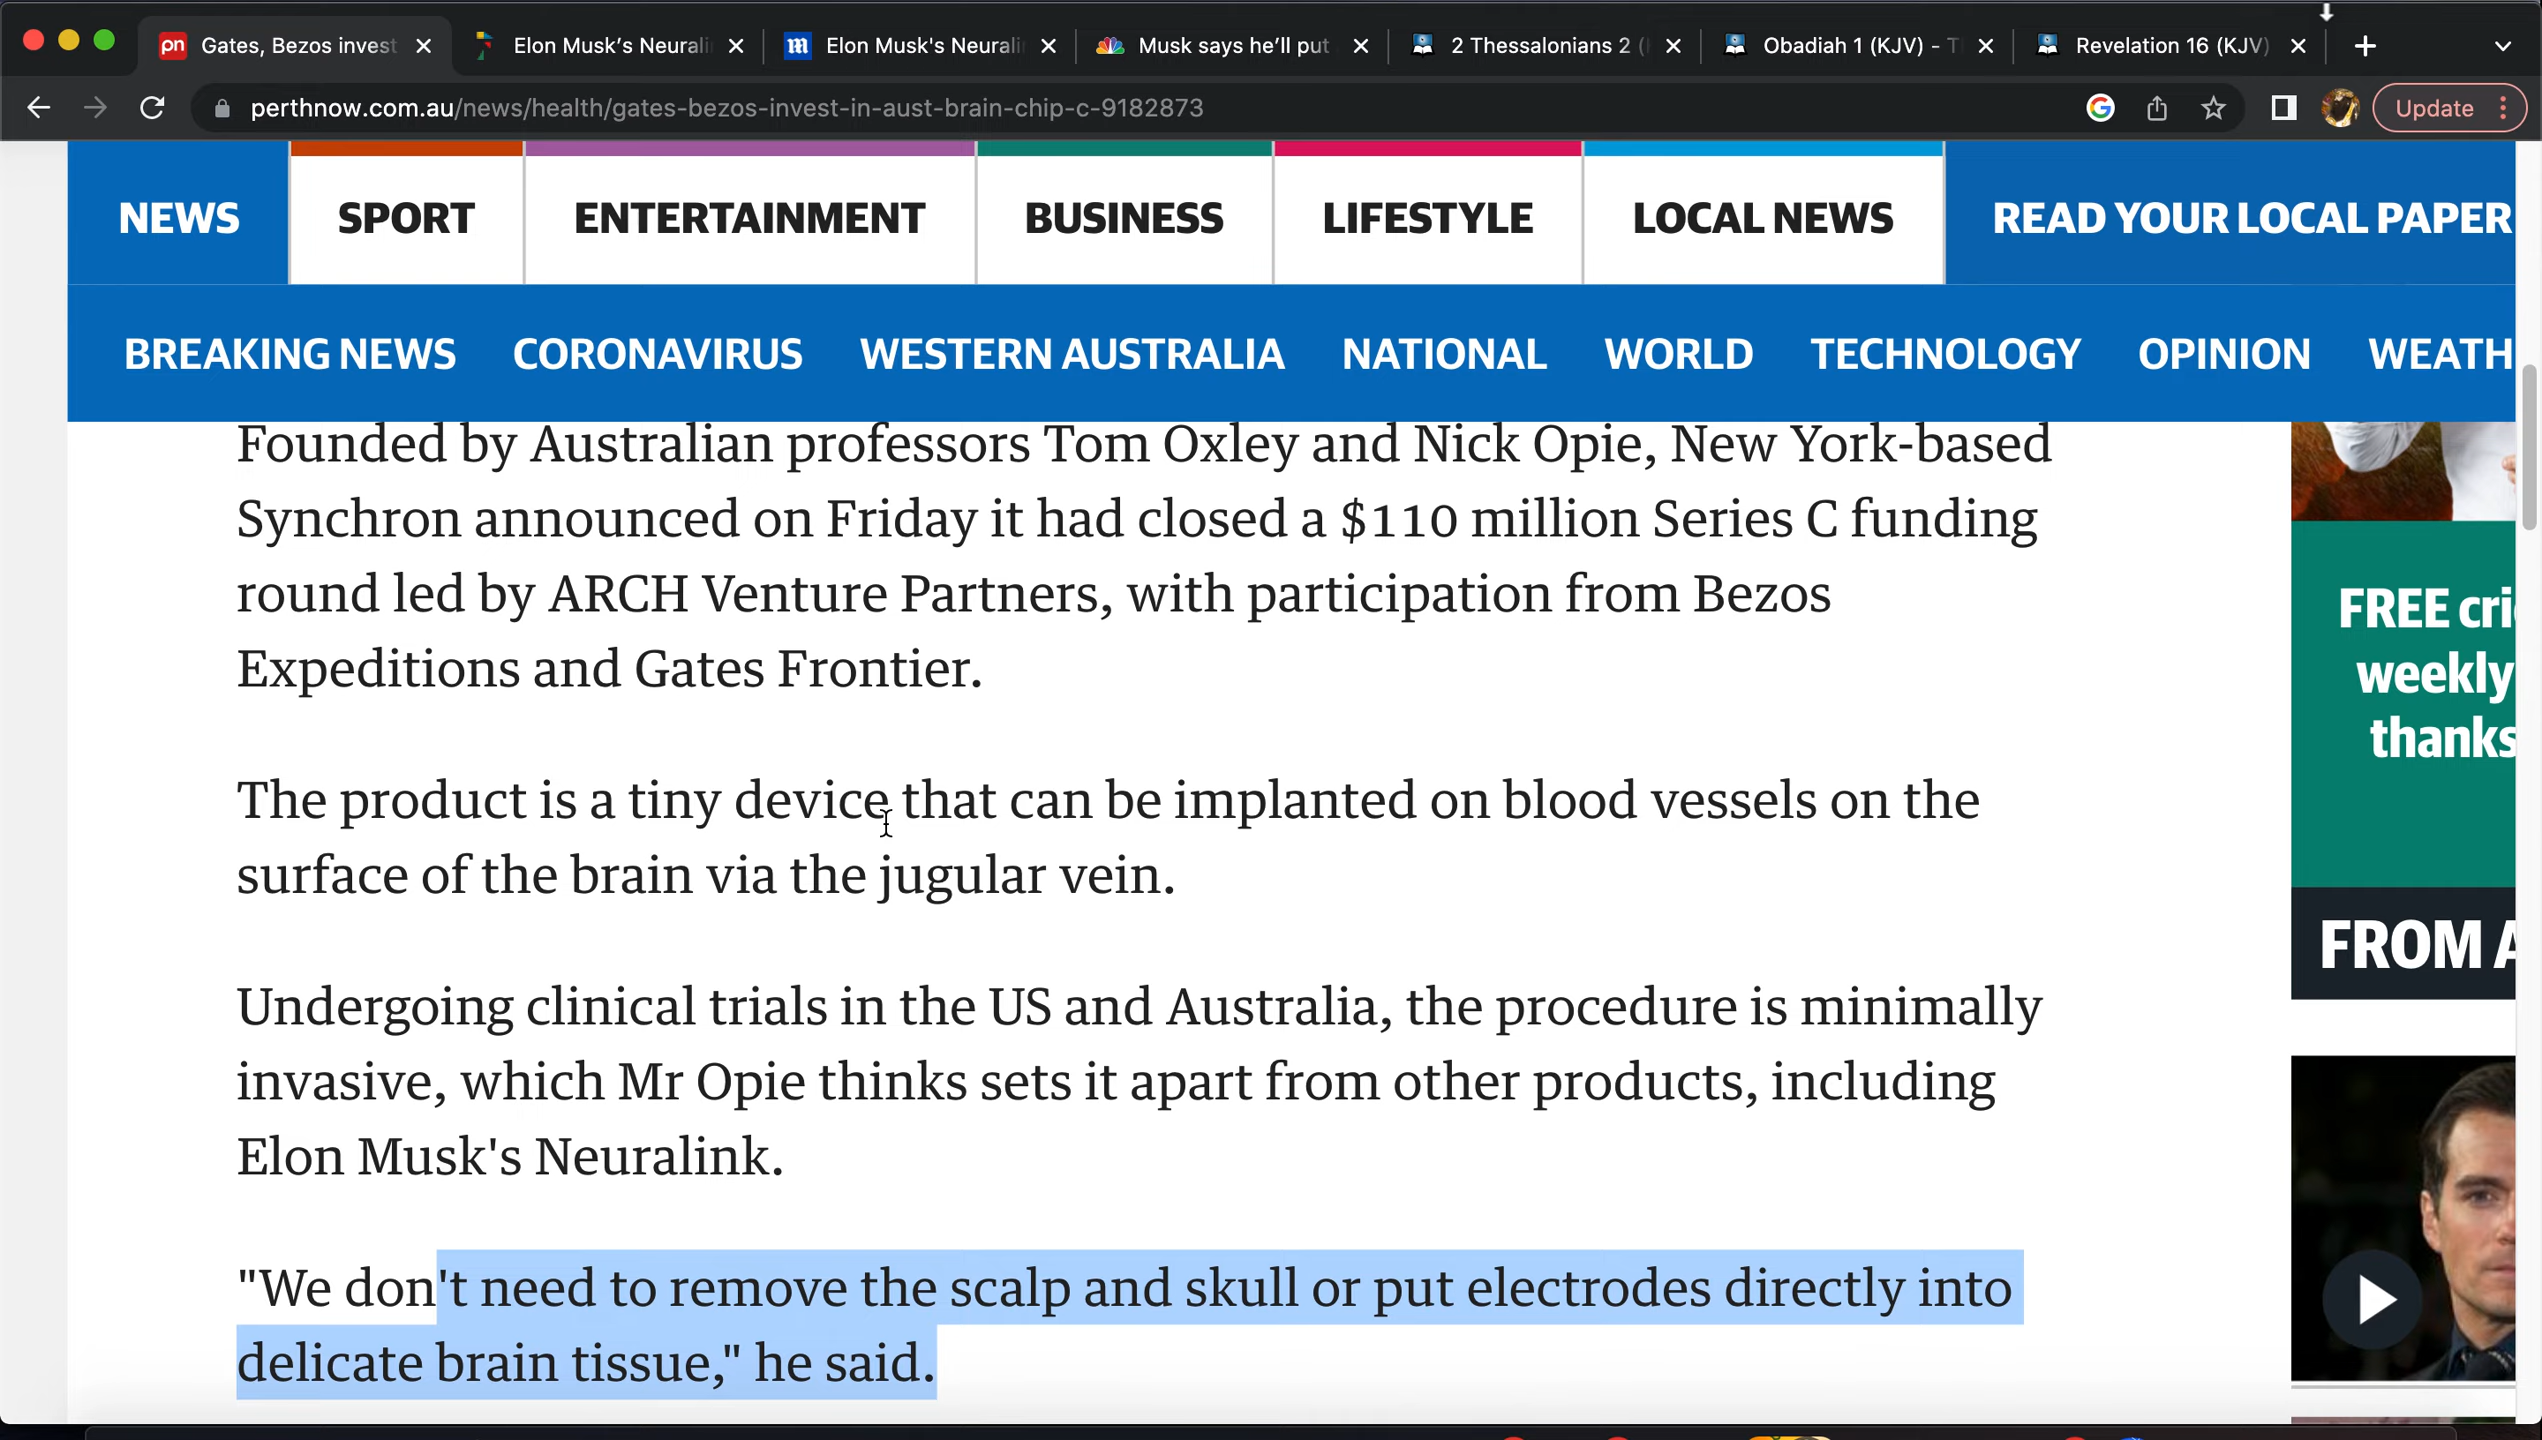 Gates, Bezos invest
Elon Musk's Neurali
Elon Musk's Neurali
Musk says he'll put
2 Thessalonians 2 (
Obadiah 1 (KJV) - T
Revelation 16 (KJV)
perthnow.com.au/news/health/gates-bezos-invest-in-aust-brain-chip-c-9182873
Update
NEWS
SPORT
ENTERTAINMENT
BUSINESS
LIFESTYLE
LOCAL NEWS
READ YOUR LOCAL PAPER
BREAKING NEWS
CORONAVIRUS
WESTERN AUSTRALIA
NATIONAL
WORLD
TECHNOLOGY
OPINION
WEATH
Founded by Australian professors Tom Oxley and Nick Opie, New York-based
Synchron announced on Friday it had closed a $110 million Series C funding
round led by ARCH Venture Partners, with participation from Bezos
Expeditions and Gates Frontier.
The product is a tiny device that can be implanted on blood vessels on the
surface of the brain via the jugular vein.
Undergoing clinical trials in the US and Australia, the procedure is minimally
invasive, which Mr Opie thinks sets it apart from other products, including
Elon Musk's Neuralink.
"We don't need to remove the scalp and skull or put electrodes directly into
delicate brain tissue," he said.
FREE cri
weekly
thanks
FROM A